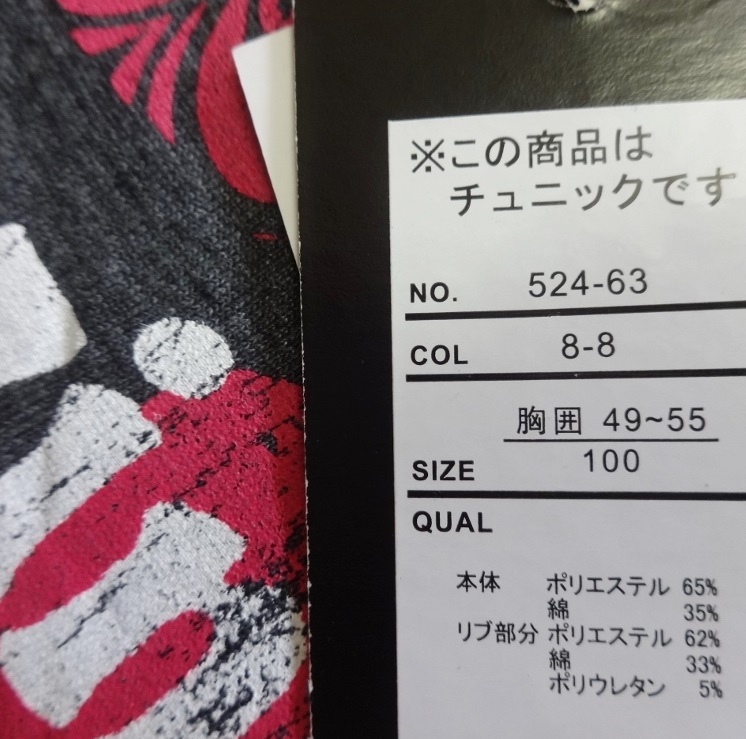 ※この商品は
チュニックです
NO. 524-63
COL 8-8
胸囲 49~55
SIZE 100
QUAL
本体 ポリエステル 65%
綿 35%
リブ部分 ポリエステル 62%
綿 33%
ポリウレタン 5%